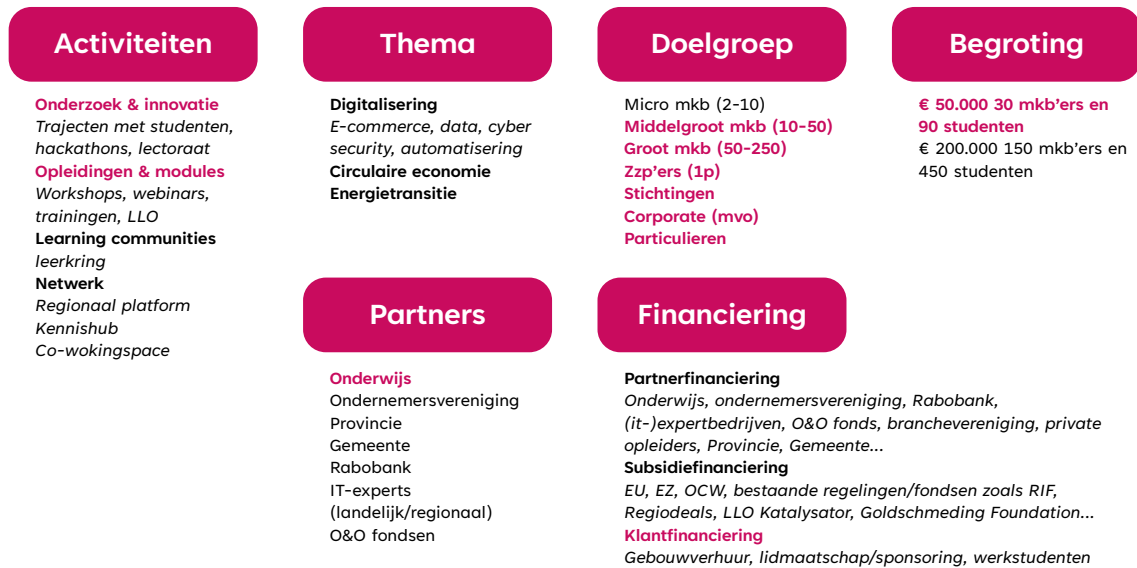 Activiteiten
Onderzoek & innovatie
Trajecten met studenten,
hackathons, lectoraat
Opleidingen & modules
Workshops, webinars,
trainingen, LLO
Learning communities
leerkring
Netwerk
Regionaal platform
Kennishub
Co-wokingspace
Thema
Digitalisering
E-commerce, data, cyber
security, automatisering
Circulaire economie
Energietransitie
Doelgroep
Micro mkb (2-10)
Middelgroot mkb (10-50)
Groot mkb (50-250)
Zzp'ers (1p)
Stichtingen
Corporate (mvo)
Particulieren
Begroting
€ 50.000 30 mkb'ers en
90 studenten
€ 200.000 150 mkb'ers en
450 studenten
Partners
Onderwijs
Ondernemersvereniging
Provincie
Gemeente
Rabobank
IT-experts
(landelijk/regionaal)
O&O fondsen
Financiering
Partnerfinanciering
Onderwijs, ondernemersvereniging, Rabobank,
(it-)expertbedrijven, O&O fonds, branchevereniging, private
opleiders, Provincie, Gemeente...
Subsidiefinanciering
EU, EZ, OCW, bestaande regelingen/fondsen zoals RIF,
Regiodeals, LLO Katalysator, Goldschmeding Foundation...
Klantfinanciering
Gebouwverhuur, lidmaatschap/sponsoring, werkstudenten